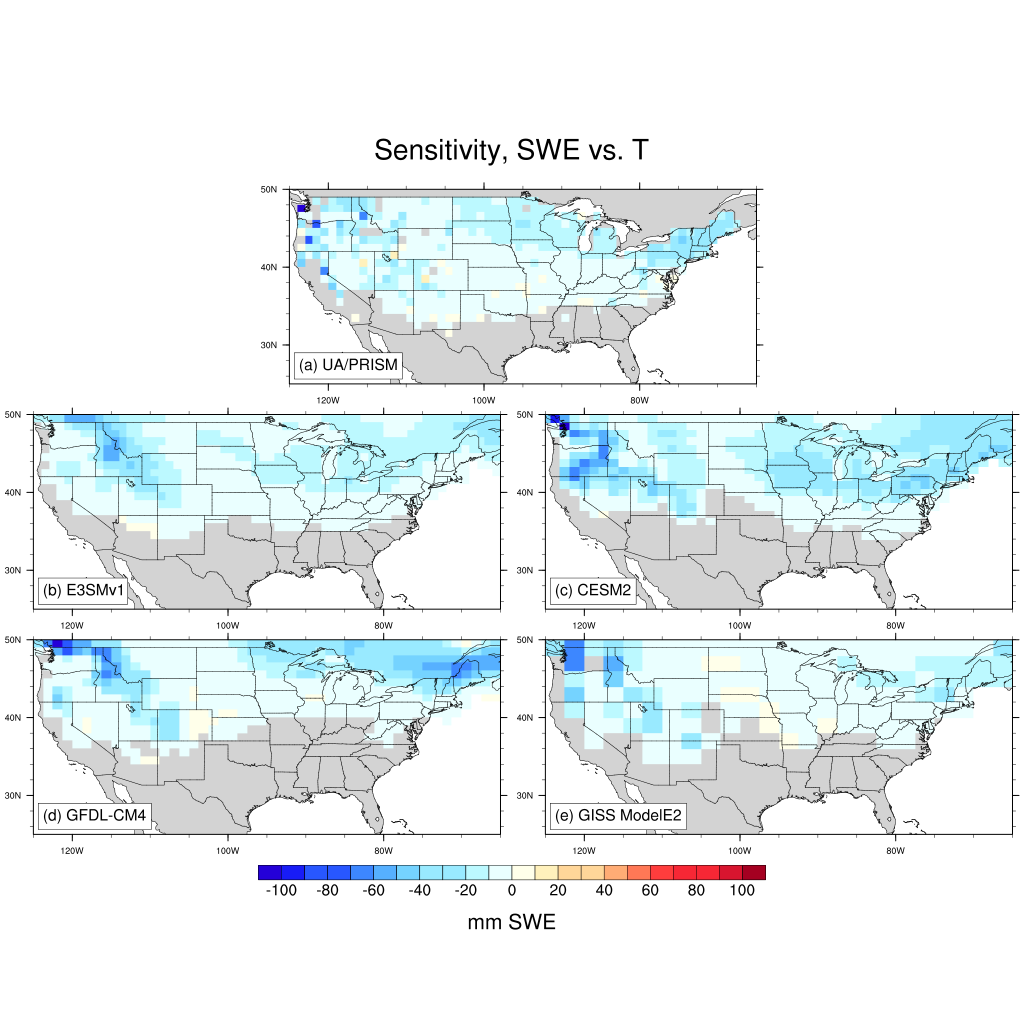 Sensitivity, SWE vs. T
50N
40N
30N
(a) UA/PRISM
120W 100W 80W
50N
40N
30N
(b) E3SMv1
120W 100W 80W
50N
40N
30N
(c) CESM2
120W 100W 80W
50N
40N
30N
(d) GFDL-CM4
120W 100W 80W
50N
40N
30N
(e) GISS ModelE2
120W 100W 80W
-100 -80 -60 -40 -20 0 20 40 60 80 100
mm SWE